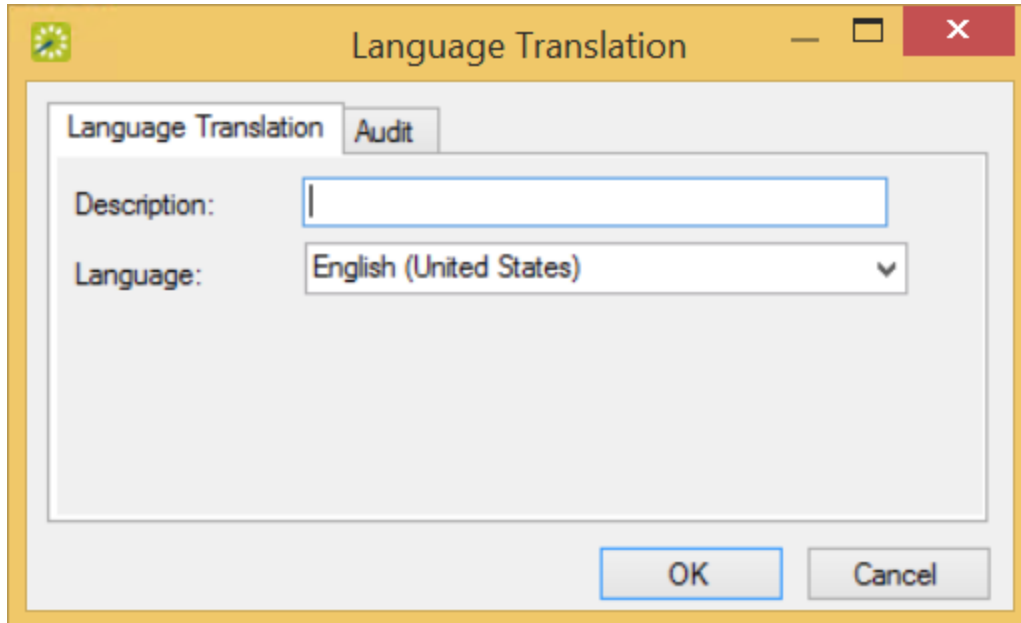 Language Translation
Language Translation Audit
Description:
Language: English (United States)
OK Cancel